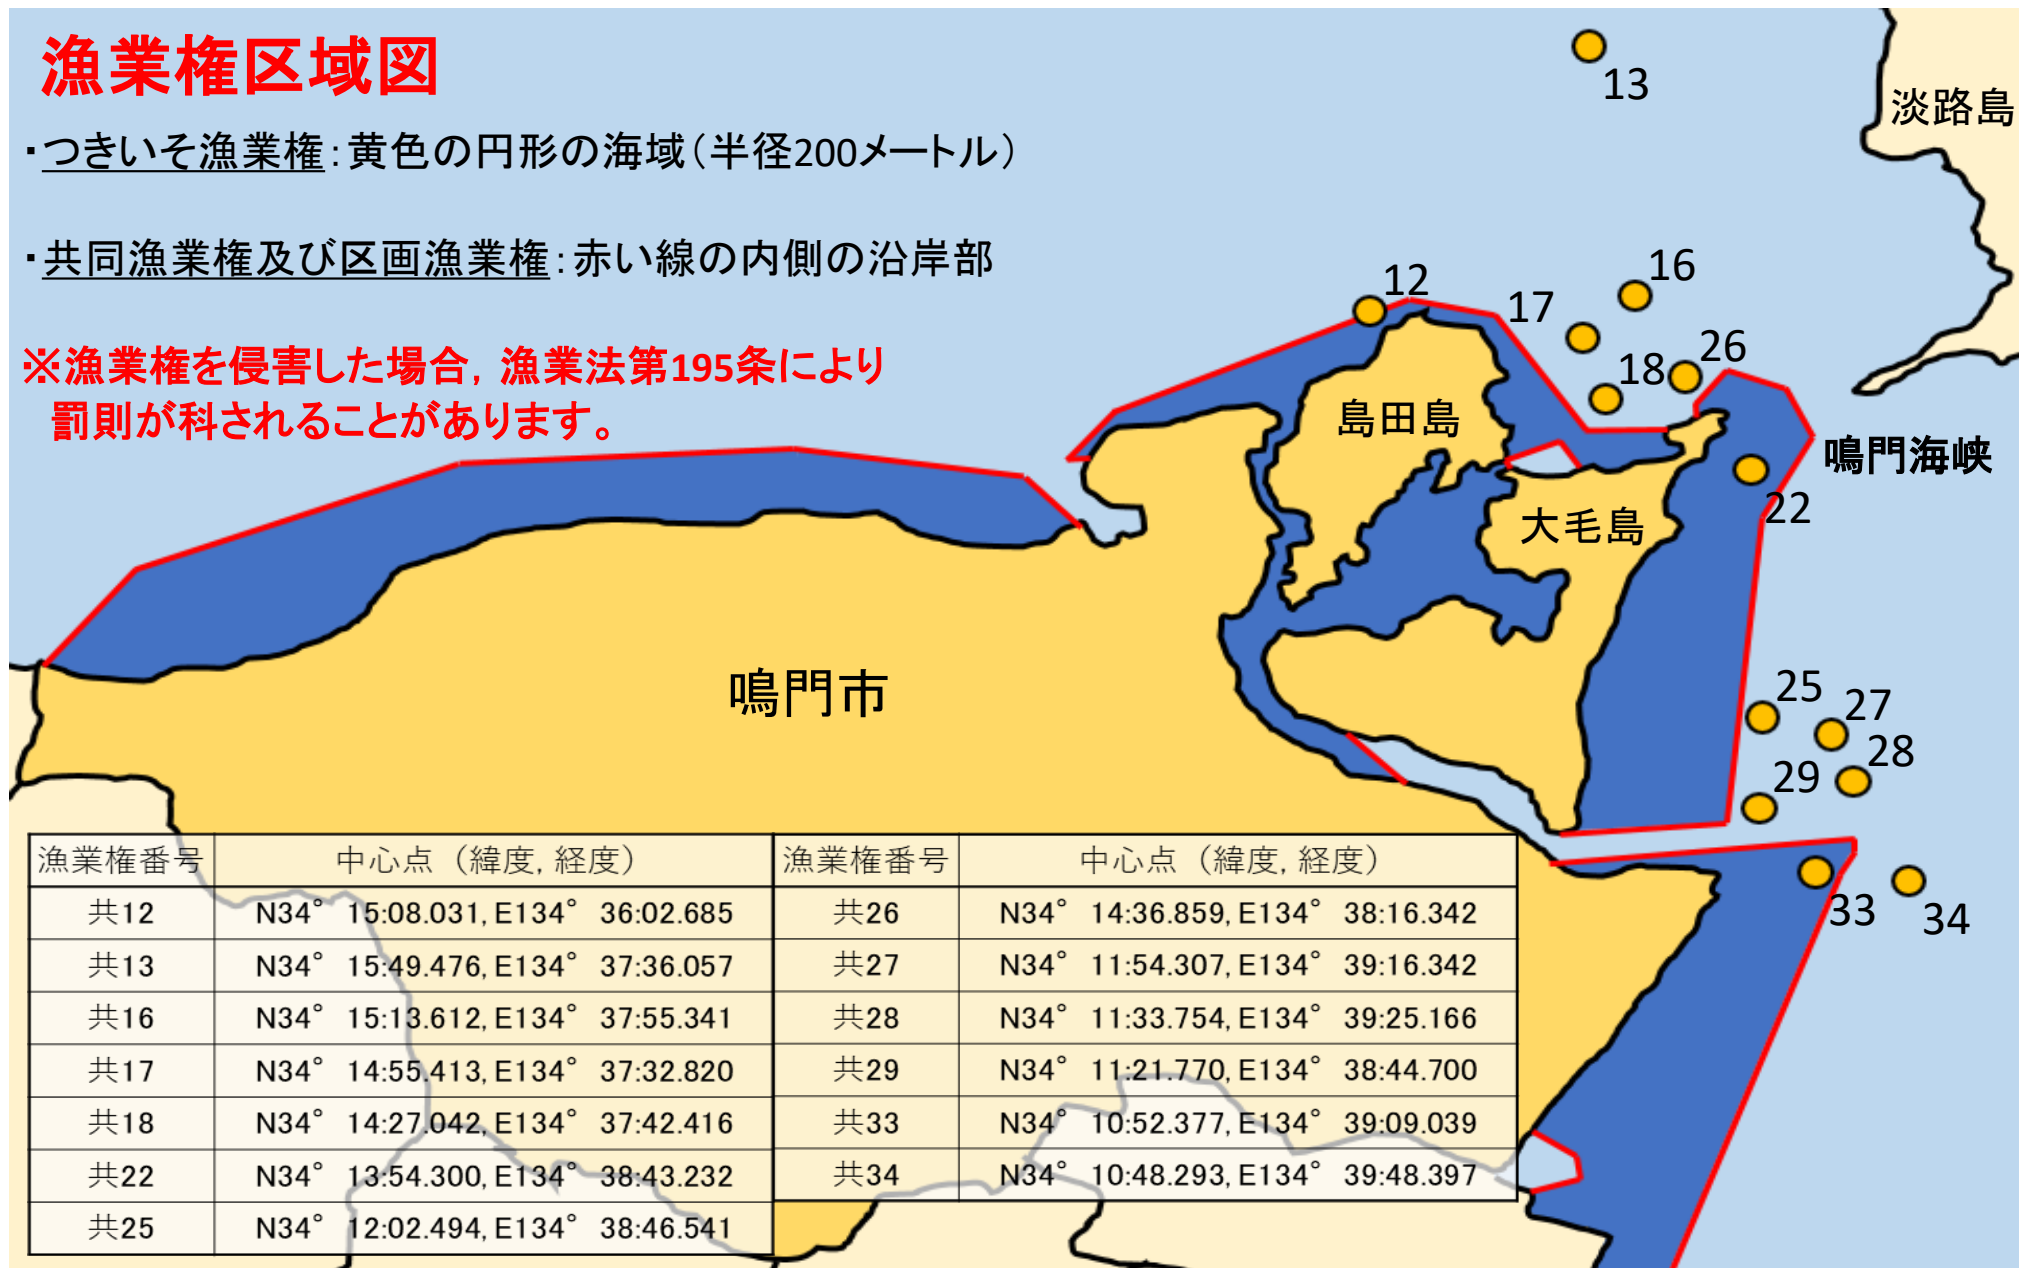 漁業権区域図
・つきいそ漁業権：黄色の円形の海域（半径200メートル）
・共同漁業権及び区画漁業権：赤い線の内側の沿岸部
※漁業権を侵害した場合，漁業法第195条により
罰則が科されることがあります。
13
淡路島
12
16
17
18
26
島田島
鳴門海峡
22
大毛島
鳴門市
25
27
28
29
33
34
漁業権番号 中心点（緯度, 経度） 漁業権番号 中心点（緯度, 経度）
共12 N34° 15:08.031, E134° 36:02.685 共26 N34° 14:36.859, E134° 38:16.342
共13 N34° 15:49.476, E134° 37:36.057 共27 N34° 11:54.307, E134° 39:16.342
共16 N34° 15:13.612, E134° 37:55.341 共28 N34° 11:33.754, E134° 39:25.166
共17 N34° 14:55.413, E134° 37:32.820 共29 N34° 11:21.770, E134° 38:44.700
共18 N34° 14:27.042, E134° 37:42.416 共33 N34° 10:52.377, E134° 39:09.039
共22 N34° 13:54.300, E134° 38:43.232 共34 N34° 10:48.293, E134° 39:48.397
共25 N34° 12:02.494, E134° 38:46.541